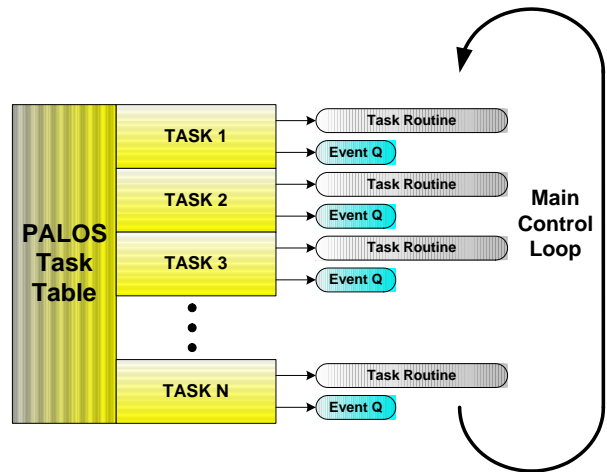 PALOS
Task
Table
TASK 1
Task Routine
Event Q
TASK 2
Task Routine
Event Q
TASK 3
Task Routine
Event Q
TASK N
Task Routine
Event Q
Main
Control
Loop